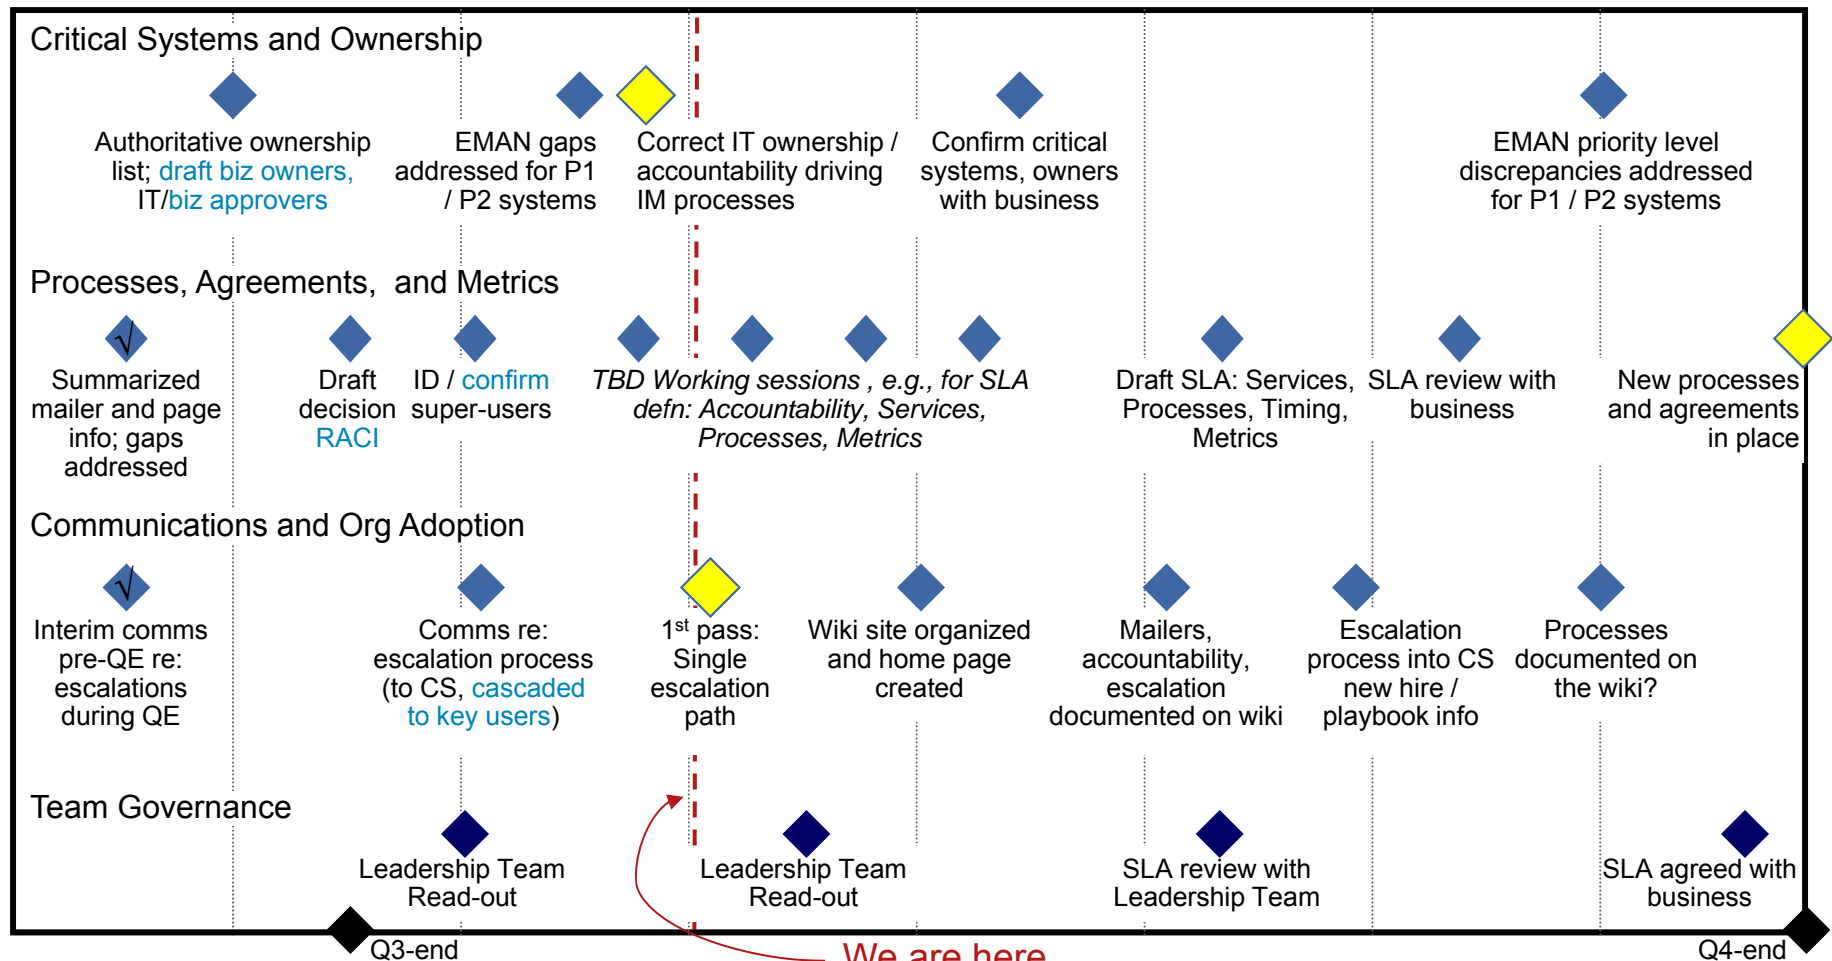 Critical Systems and Ownership
Authoritative ownership
list; draft biz owners,
IT/biz approvers
EMAN gaps
addressed for P1
/ P2 systems
Correct IT ownership /
accountability driving
IM processes
Confirm critical
systems, owners
with business
EMAN priority level
discrepancies addressed
for P1 / P2 systems
Processes, Agreements, and Metrics
√
Summarized
mailer and page
info; gaps
addressed
Draft
decision
RACI
ID / confirm
super-users
TBD Working sessions , e.g., for SLA
defn: Accountability, Services,
Processes, Metrics
Draft SLA: Services,
Processes, Timing,
Metrics
SLA review with
business
New processes
and agreements
in place
Communications and Org Adoption
√
Interim comms
pre-QE re:
escalations
during QE
Comms re:
escalation process
(to CS, cascaded
to key users)
1st pass:
Single
escalation
path
Wiki site organized
and home page
created
Mailers,
accountability,
escalation
documented on wiki
Escalation
process into CS
new hire /
playbook info
Processes
documented on
the wiki?
Team Governance
Leadership Team
Read-out
Leadership Team
Read-out
SLA review with
Leadership Team
SLA agreed with
business
Q3-end
We are here
Q4-end